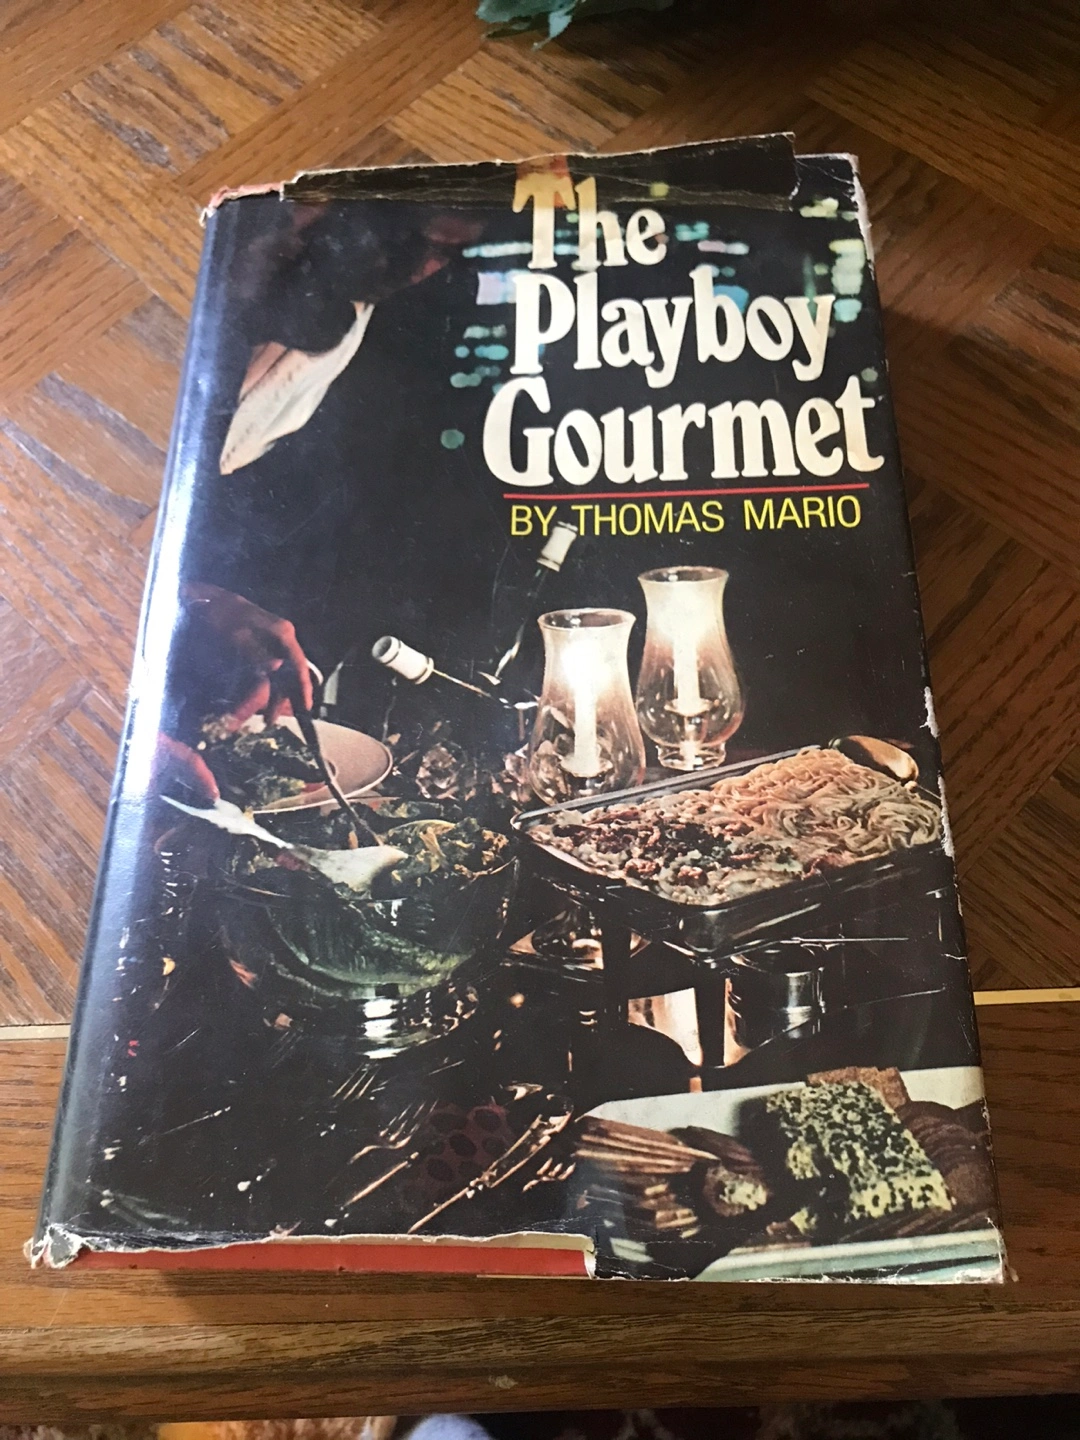 The
Playboy
Gourmet
BY THOMAS MARIO